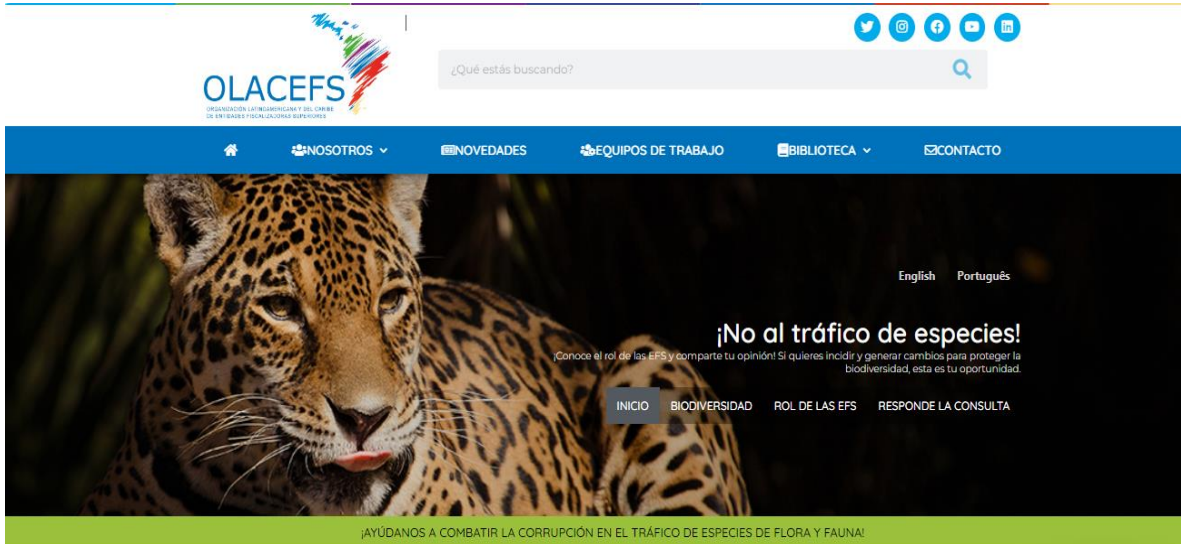 OLACEFS
ORGANIZACIÓN LATINOAMERICANA Y DEL CARIBE
DE ENTIDADES FISCALIZADORAS SUPERIORES
¿Qué estás buscando?
NOSOTROS
NOVEDADES
EQUIPOS DE TRABAJO
BIBLIOTECA
CONTACTO
English
Português
¡No al tráfico de especies!
¡Conoce el rol de las EFS y comparte tu opinión! Si quieres incidir y generar cambios para proteger la
biodiversidad, esta es tu oportunidad.
INICIO
BIODIVERSIDAD
ROL DE LAS EFS
RESPONDE LA CONSULTA
¡AYÚDANOS A COMBATIR LA CORRUPCIÓN EN EL TRÁFICO DE ESPECIES DE FLORA Y FAUNA!